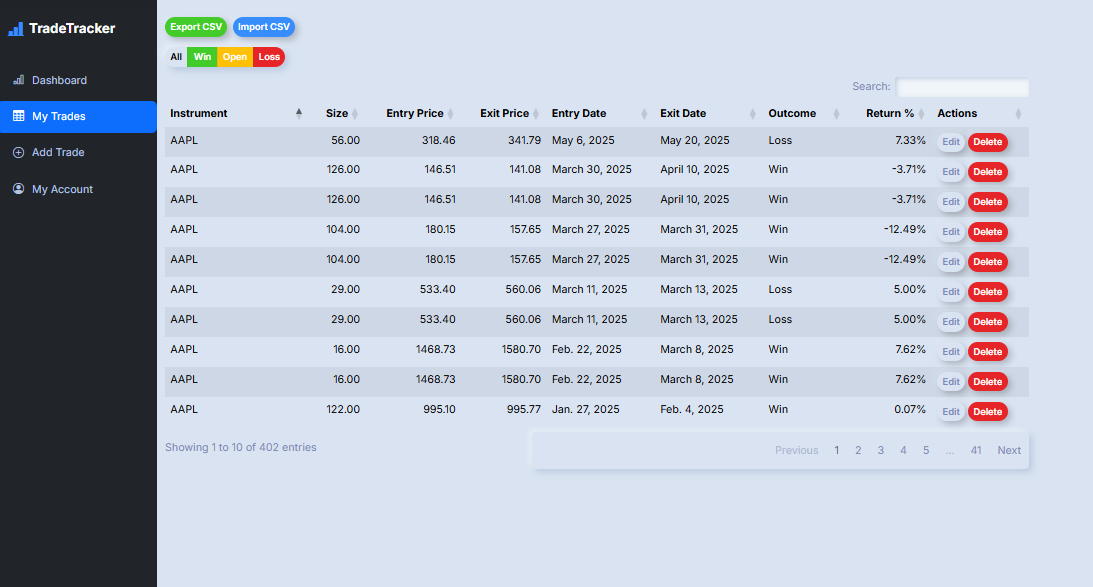 TradeTracker
Dashboard
My Trades
Add Trade
My Account
Export CSV Import CSV
All Win Open Loss
Search:
Instrument Size Entry Price Exit Price Entry Date Exit Date Outcome Return % Actions
AAPL 56.00 318.46 341.79 May 6, 2025 May 20, 2025 Loss 7.33% Edit Delete
AAPL 126.00 146.51 141.08 March 30, 2025 April 10, 2025 Win -3.71% Edit Delete
AAPL 126.00 146.51 141.08 March 30, 2025 April 10, 2025 Win -3.71% Edit Delete
AAPL 104.00 180.15 157.65 March 27, 2025 March 31, 2025 Win -12.49% Edit Delete
AAPL 104.00 180.15 157.65 March 27, 2025 March 31, 2025 Win -12.49% Edit Delete
AAPL 29.00 533.40 560.06 March 11, 2025 March 13, 2025 Loss 5.00% Edit Delete
AAPL 29.00 533.40 560.06 March 11, 2025 March 13, 2025 Loss 5.00% Edit Delete
AAPL 16.00 1468.73 1580.70 Feb. 22, 2025 March 8, 2025 Win 7.62% Edit Delete
AAPL 16.00 1468.73 1580.70 Feb. 22, 2025 March 8, 2025 Win 7.62% Edit Delete
AAPL 122.00 995.10 995.77 Jan. 27, 2025 Feb. 4, 2025 Win 0.07% Edit Delete
Showing 1 to 10 of 402 entries
Previous 1 2 3 4 5 ... 41 Next